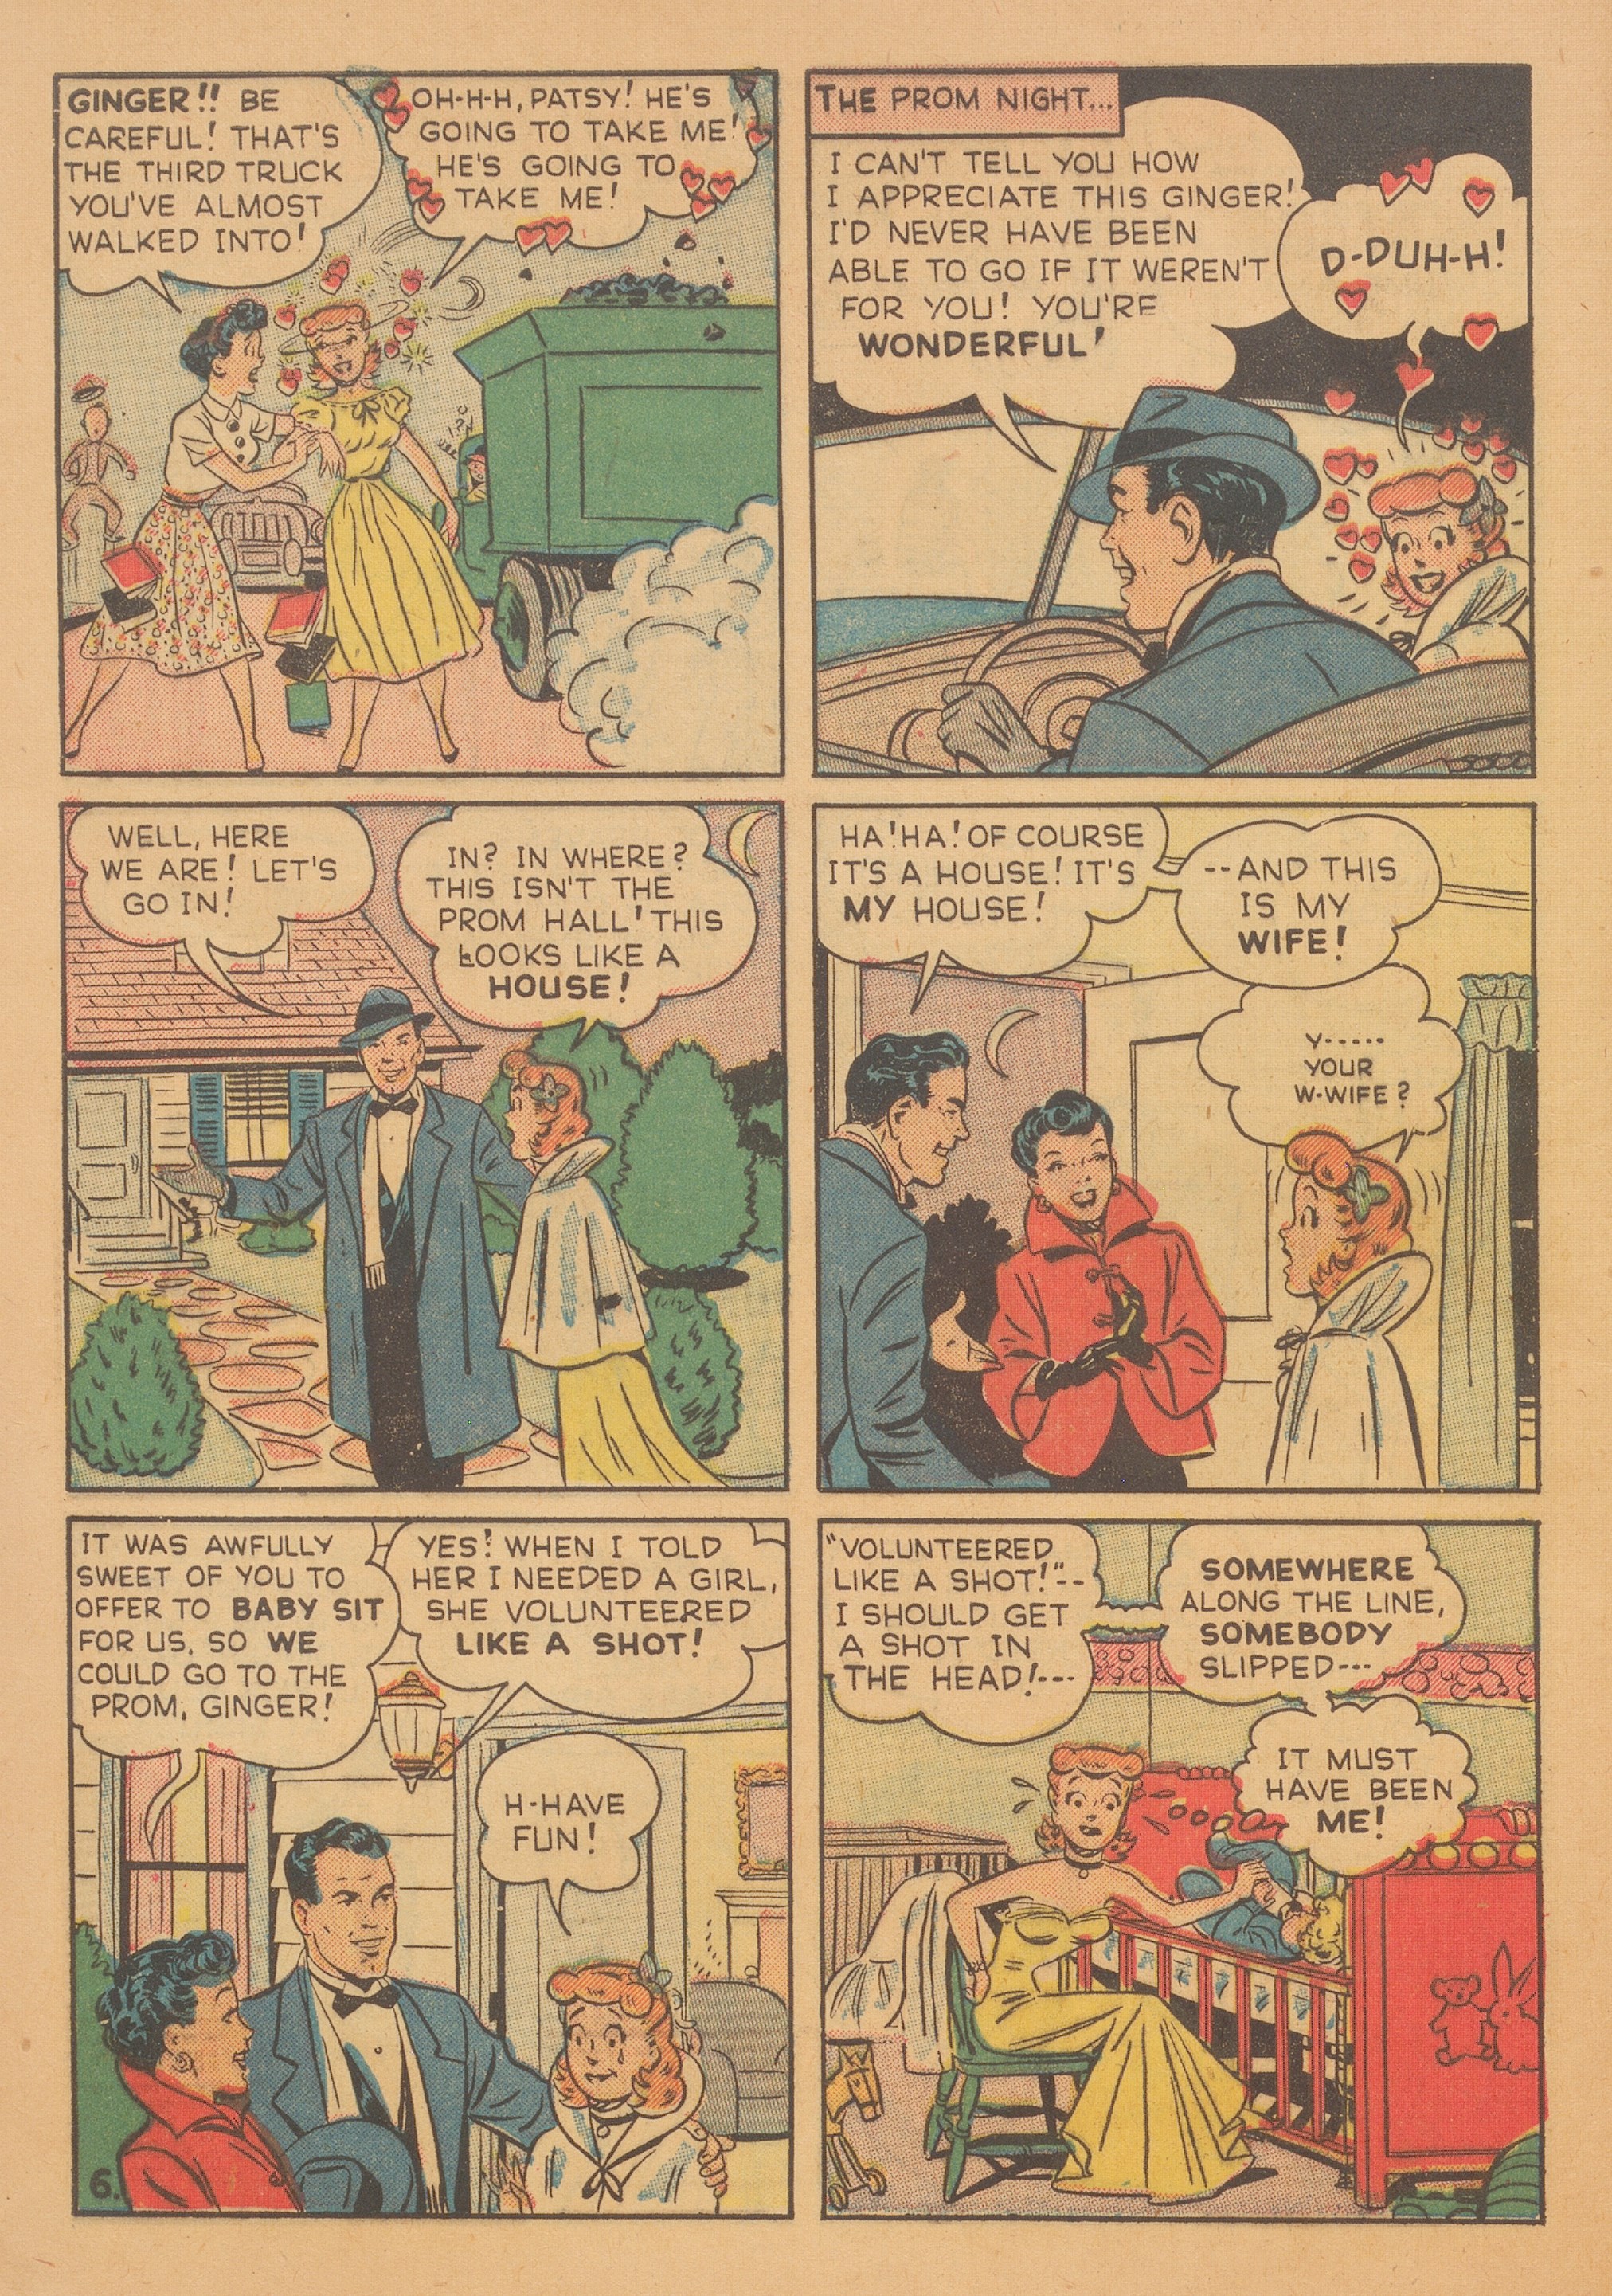 GINGER!! BE
CAREFUL! THAT'S
THE THIRD TRUCK
YOU'VE ALMOST
WALKED INTO!
OH-H-H, PATSY! HE'S
GOING TO TAKE ME!
HE'S GOING TO
TAKE ME!
THE PROM NIGHT...
I CAN'T TELL YOU HOW
I APPRECIATE THIS GINGER!
I'D NEVER HAVE BEEN
ABLE TO GO IF IT WEREN'T
FOR YOU! YOU'RE
WONDERFUL!
D-DUH-H!
WELL, HERE
WE ARE! LET'S
GO IN!
IN? IN WHERE?
THIS ISN'T THE
PROM HALL! THIS
LOOKS LIKE A
HOUSE!
HA! HA! OF COURSE
IT'S A HOUSE! IT'S
MY HOUSE!
--AND THIS
IS MY
WIFE!
Y-----
YOUR
W-WIFE?
IT WAS AWFULLY
SWEET OF YOU TO
OFFER TO BABY SIT
FOR US, SO WE
COULD GO TO THE
PROM, GINGER!
YES! WHEN I TOLD
HER I NEEDED A GIRL,
SHE VOLUNTEERED
LIKE A SHOT!
H-HAVE
FUN!
6.
"VOLUNTEERED
LIKE A SHOT!"--
I SHOULD GET
A SHOT IN
THE HEAD!---
SOMEWHERE
ALONG THE LINE,
SOMEBODY
SLIPPED---
IT MUST
HAVE BEEN
ME!